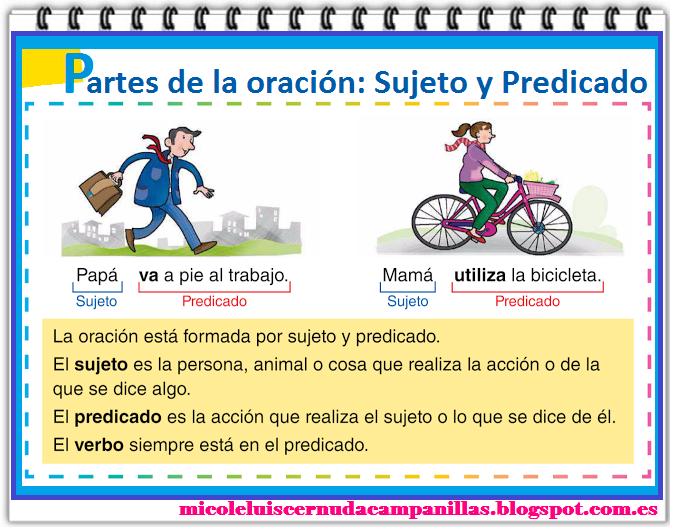 Partes de la oración: Sujeto y Predicado
Papá va a pie al trabajo.
Sujeto Predicado
Mamá utiliza la bicicleta.
Sujeto Predicado
La oración está formada por sujeto y predicado.
El sujeto es la persona, animal o cosa que realiza la acción o de la
que se dice algo.
El predicado es la acción que realiza el sujeto o lo que se dice de él.
El verbo siempre está en el predicado.
micoleluiscernudacampanillas.blogspot.com.es